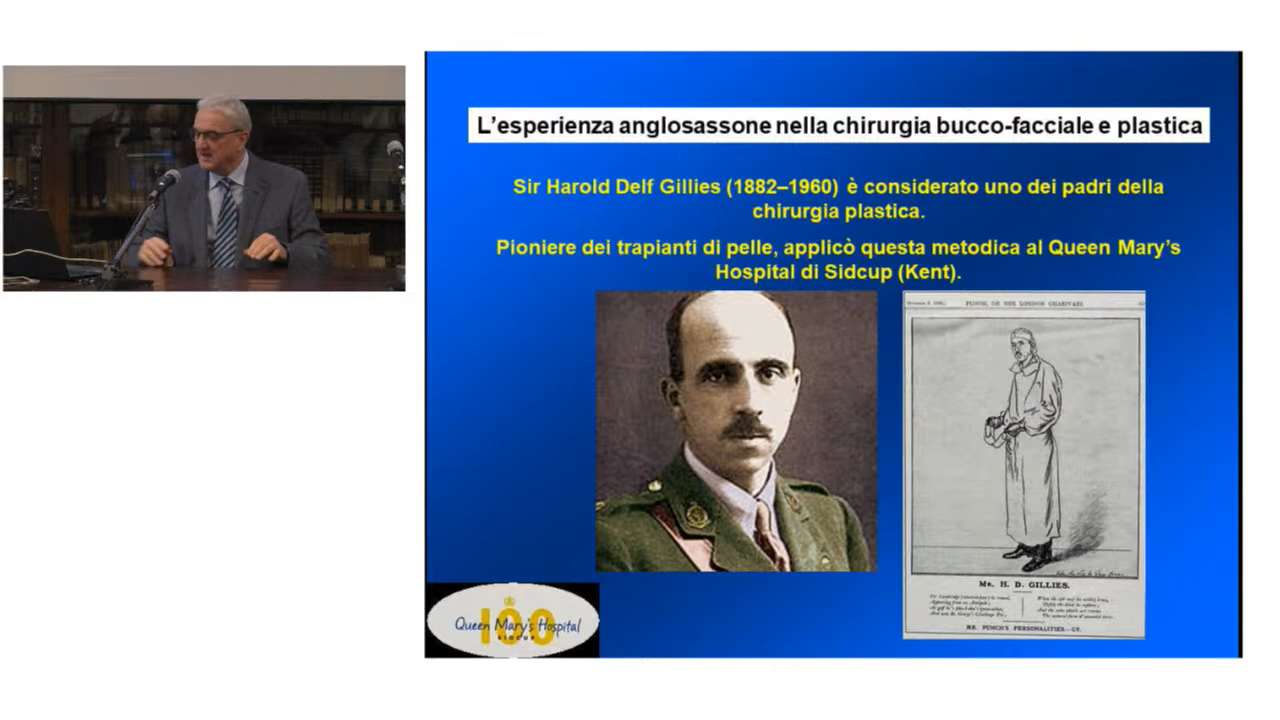 L'esperienza anglosassone nella chirurgia bucco-facciale e plastica
Sir Harold Delf Gillies (1882–1960) è considerato uno dei padri della
chirurgia plastica.
Pioniere dei trapianti di pelle, applicò questa metodica al Queen Mary's
Hospital di Sidcup (Kent).
PUNCH, OR THE LONDON CHARIVARI.
MR. H. D. GILLIES.
MR. PUNCH'S PERSONALITIES
100
Queen Mary's Hospital
SIDCUP